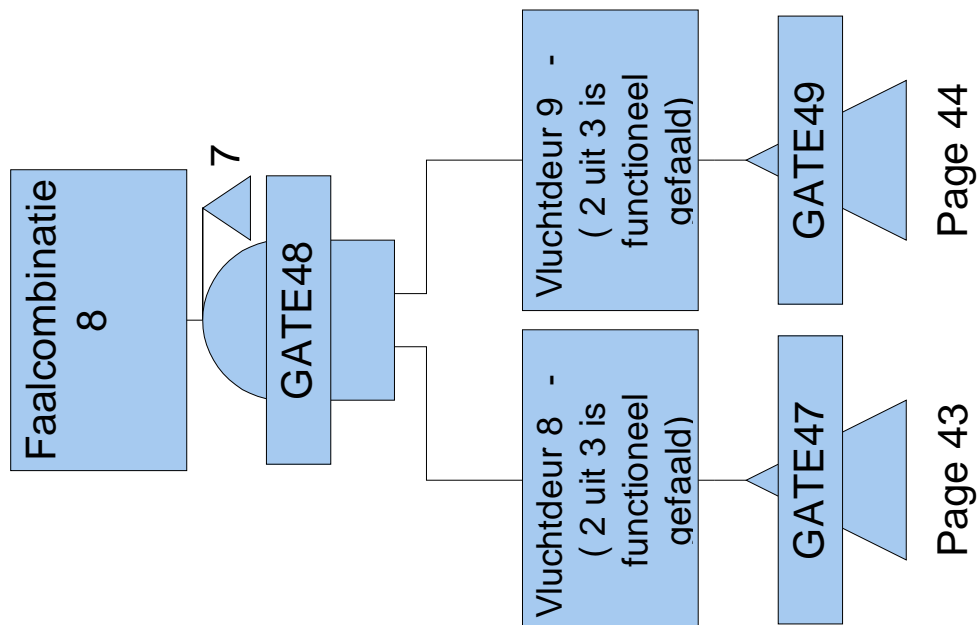 Faalcombinatie
8
7
GATE48
Vluchtdeur 8 -
( 2 uit 3 is
functioneel
gefaald)
Vluchtdeur 9 -
( 2 uit 3 is
functioneel
gefaald)
GATE47
GATE49
Page 43
Page 44